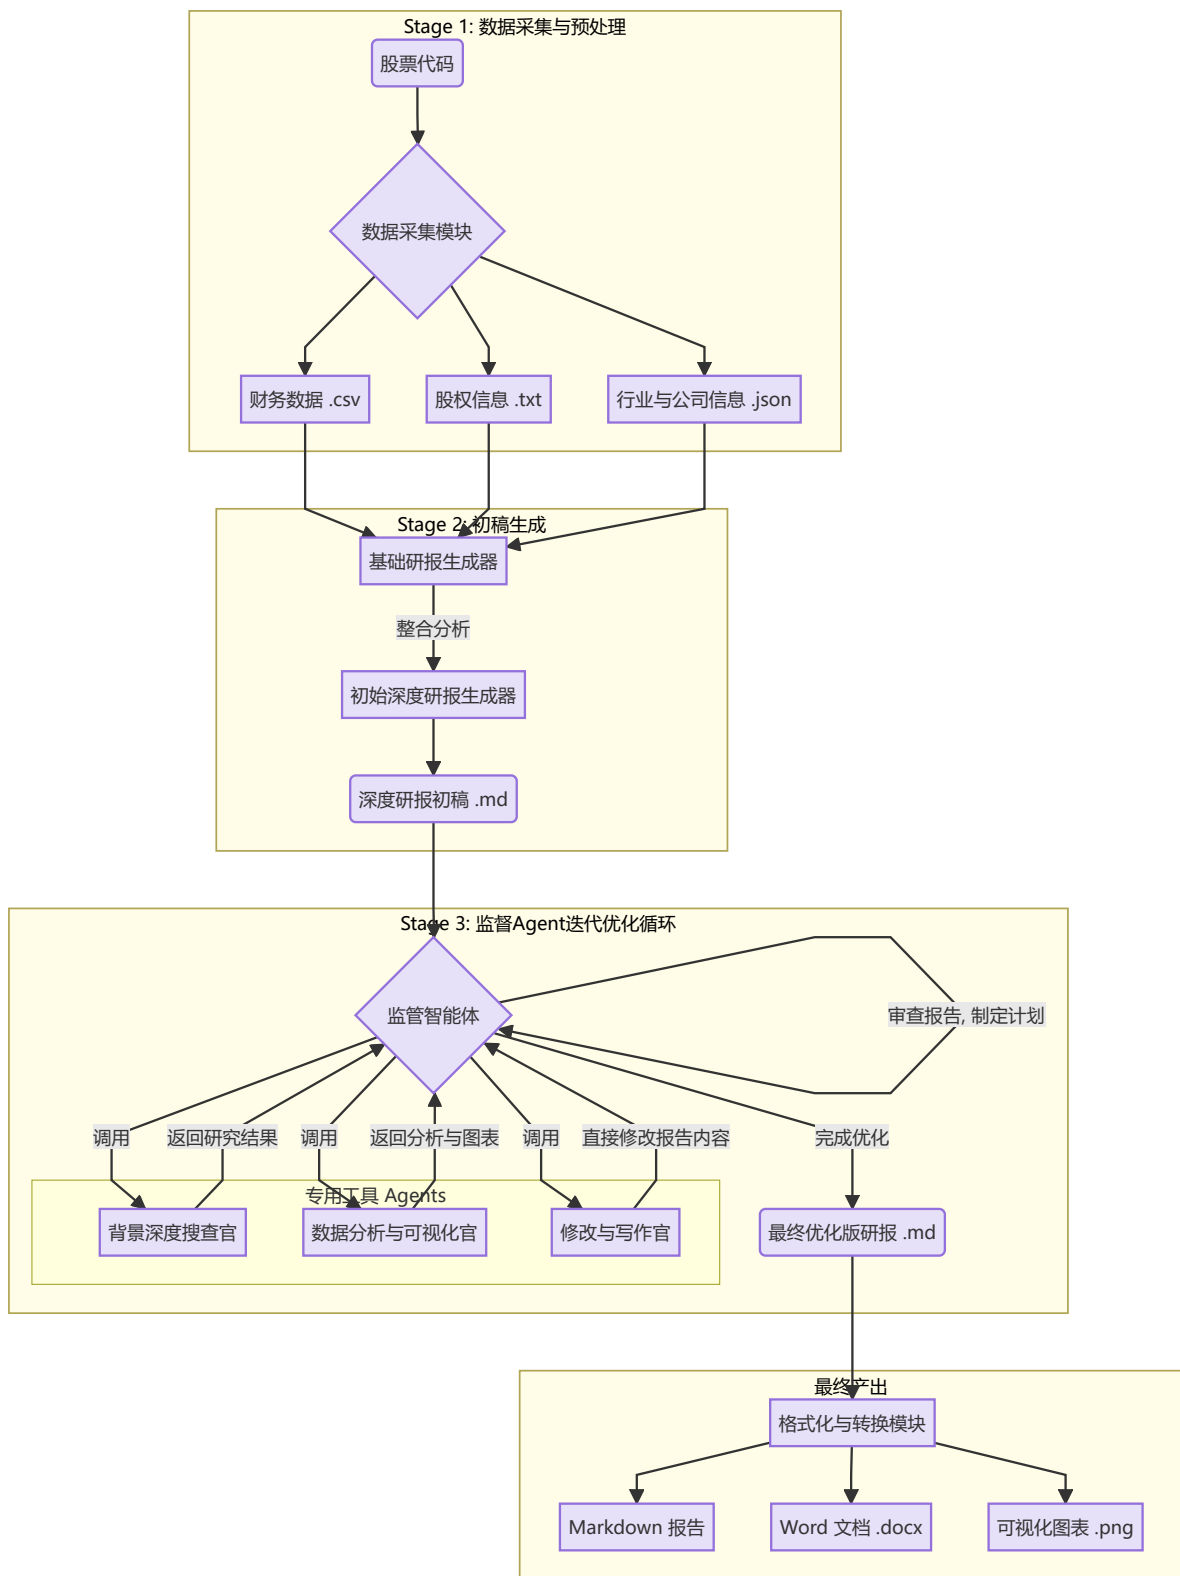 Stage 1: 数据采集与预处理
股票代码
数据采集模块
财务数据 .csv
股权信息 .txt
行业与公司信息 .json
Stage 2: 初稿生成
基础研报生成器
整合分析
初始深度研报生成器
深度研报初稿 .md
Stage 3: 监督Agent迭代优化循环
监管智能体
审查报告, 制定计划
调用
返回研究结果
调用
返回分析与图表
调用
直接修改报告内容
完成优化
专用工具 Agents
背景深度搜查官
数据分析与可视化官
修改与写作官
最终优化版研报 .md
最终产出
格式化与转换模块
Markdown 报告
Word 文档 .docx
可视化图表 .png